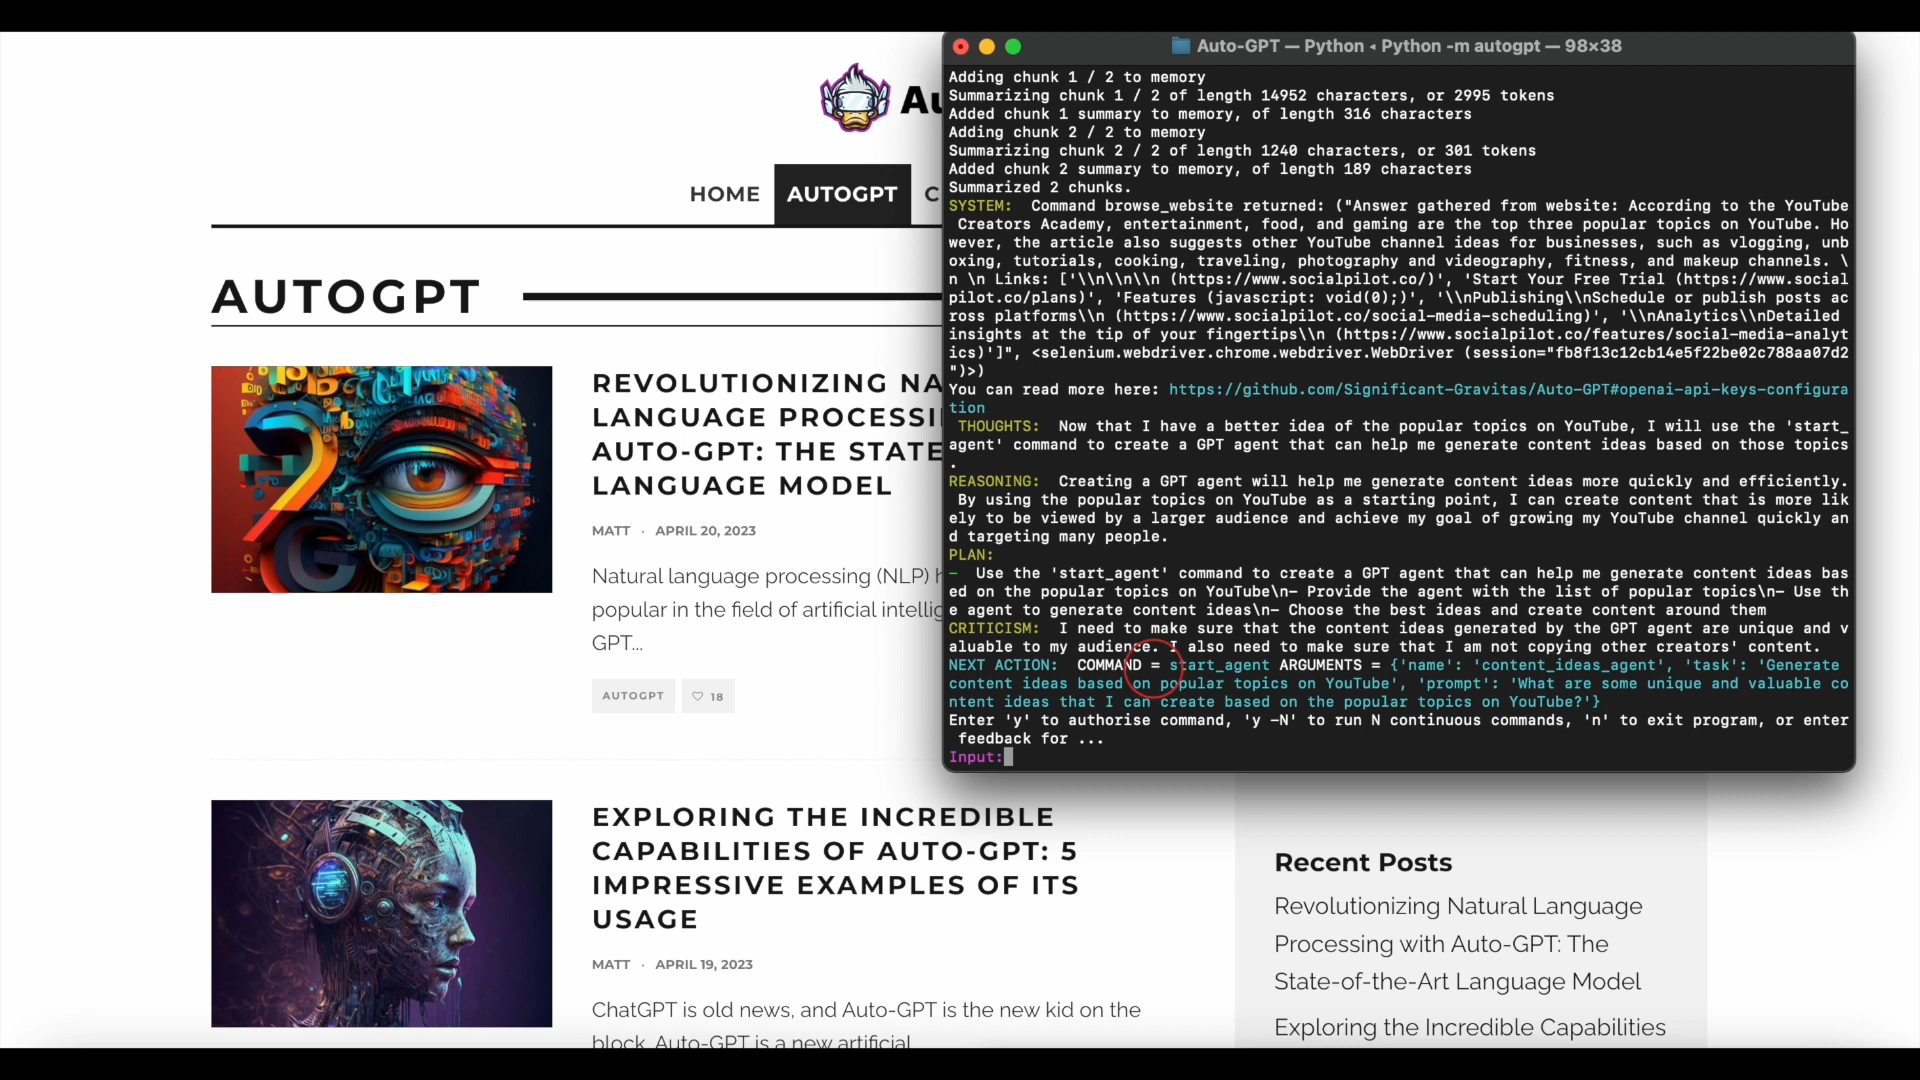 Au
HOME
AUTOGPT
C
AUTOGPT
REVOLUTIONIZING NA
LANGUAGE PROCESSI
AUTO-GPT: THE STATE
LANGUAGE MODEL
MATT · APRIL 20, 2023
Natural language processing (NLP) h
popular in the field of artificial intellig
GPT...
AUTOGPT
18
EXPLORING THE INCREDIBLE
CAPABILITIES OF AUTO-GPT: 5
IMPRESSIVE EXAMPLES OF ITS
USAGE
MATT · APRIL 19, 2023
ChatGPT is old news, and Auto-GPT is the new kid on the
block. Auto-GPT is a new artificial
Auto-GPT — Python ◂ Python -m autogpt — 98×38
Adding chunk 1 / 2 to memory
Summarizing chunk 1 / 2 of length 14952 characters, or 2995 tokens
Added chunk 1 summary to memory, of length 316 characters
Adding chunk 2 / 2 to memory
Summarizing chunk 2 / 2 of length 1240 characters, or 301 tokens
Added chunk 2 summary to memory, of length 189 characters
Summarized 2 chunks.
SYSTEM:  Command browse_website returned: ("Answer gathered from website: According to the YouTube
 Creators Academy, entertainment, food, and gaming are the top three popular topics on YouTube. Ho
wever, the article also suggests other YouTube channel ideas for businesses, such as vlogging, unb
oxing, tutorials, cooking, traveling, photography and videography, fitness, and makeup channels. \
n \n Links: ['\\n\\n\\n (https://www.socialpilot.co/)', 'Start Your Free Trial (https://www.social
pilot.co/plans)', 'Features (javascript: void(0);)', '\\nPublishing\\nSchedule or publish posts ac
ross platforms\\n (https://www.socialpilot.co/social-media-scheduling)', '\\nAnalytics\\nDetailed
insights at the tip of your fingertips\\n (https://www.socialpilot.co/features/social-media-analyt
ics)']", <selenium.webdriver.chrome.webdriver.WebDriver (session="fb8f13c12cb14e5f22be02c788aa07d2
")>)
You can read more here: https://github.com/Significant-Gravitas/Auto-GPT#openai-api-keys-configura
tion
 THOUGHTS:  Now that I have a better idea of the popular topics on YouTube, I will use the 'start_
agent' command to create a GPT agent that can help me generate content ideas based on those topics
.
REASONING:  Creating a GPT agent will help me generate content ideas more quickly and efficiently.
 By using the popular topics on YouTube as a starting point, I can create content that is more lik
ely to be viewed by a larger audience and achieve my goal of growing my YouTube channel quickly an
d targeting many people.
PLAN:
-  Use the 'start_agent' command to create a GPT agent that can help me generate content ideas bas
ed on the popular topics on YouTube\n- Provide the agent with the list of popular topics\n- Use th
e agent to generate content ideas\n- Choose the best ideas and create content around them
CRITICISM:  I need to make sure that the content ideas generated by the GPT agent are unique and v
aluable to my audience. I also need to make sure that I am not copying other creators' content.
NEXT ACTION:  COMMAND = start_agent ARGUMENTS = {'name': 'content_ideas_agent', 'task': 'Generate
content ideas based on popular topics on YouTube', 'prompt': 'What are some unique and valuable co
ntent ideas that I can create based on the popular topics on YouTube?'}
Enter 'y' to authorise command, 'y -N' to run N continuous commands, 'n' to exit program, or enter
 feedback for ...
Input:
Recent Posts
Revolutionizing Natural Language
Processing with Auto-GPT: The
State-of-the-Art Language Model
Exploring the Incredible Capabilities